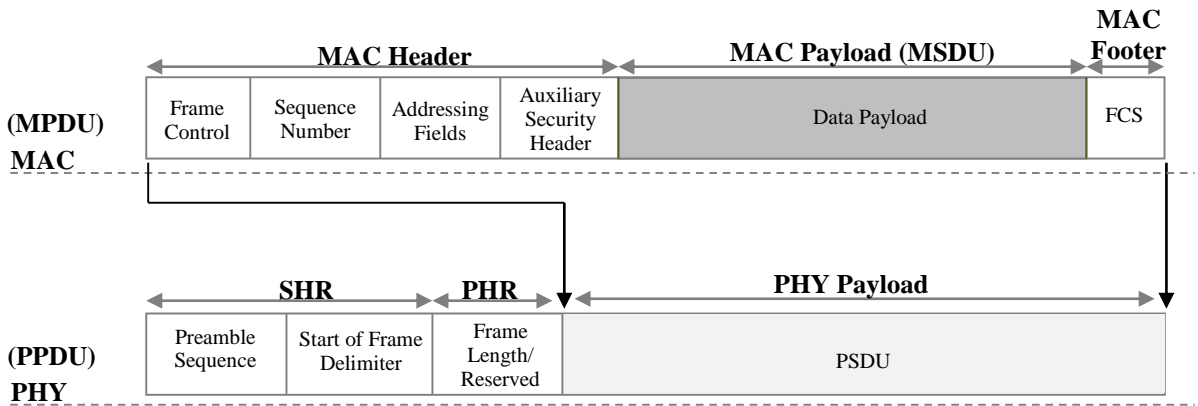 MAC Header
MAC Payload (MSDU)
MAC
Footer
(MPDU)
MAC
Frame
Control
Sequence
Number
Addressing
Fields
Auxiliary
Security
Header
Data Payload
FCS
SHR
PHR
PHY Payload
(PPDU)
PHY
Preamble
Sequence
Start of Frame
Delimiter
Frame
Length/
Reserved
PSDU